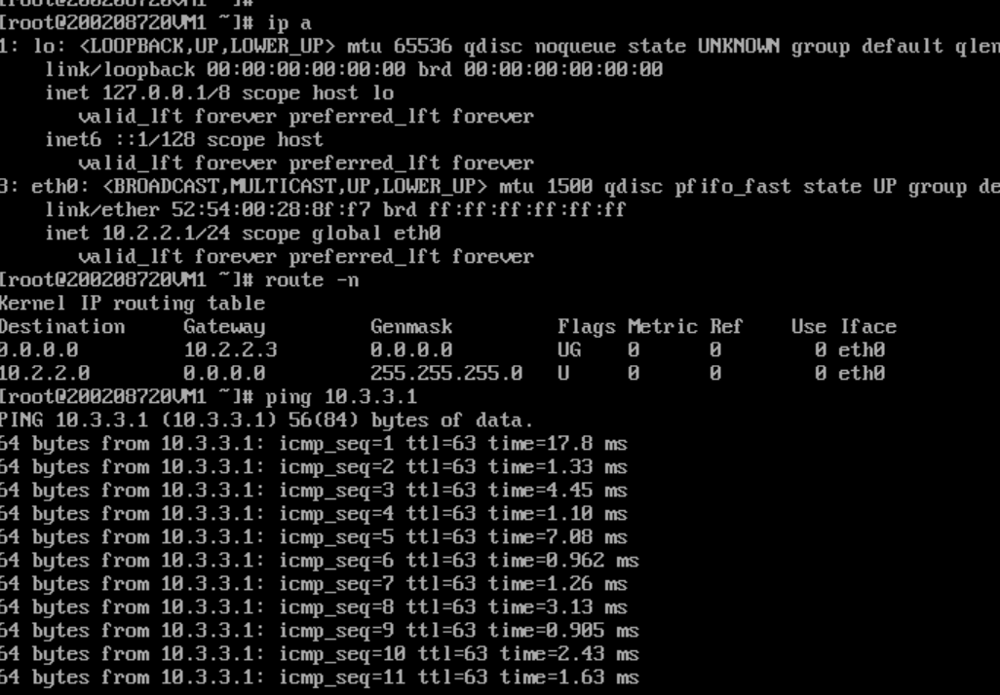 [root@200208720VM1 ~]#
[root@200208720VM1 ~]# ip a
1: lo: <LOOPBACK,UP,LOWER_UP> mtu 65536 qdisc noqueue state UNKNOWN group default qlen
    link/loopback 00:00:00:00:00:00 brd 00:00:00:00:00:00
    inet 127.0.0.1/8 scope host lo
       valid_lft forever preferred_lft forever
    inet6 ::1/128 scope host
       valid_lft forever preferred_lft forever
3: eth0: <BROADCAST,MULTICAST,UP,LOWER_UP> mtu 1500 qdisc pfifo_fast state UP group de
    link/ether 52:54:00:28:8f:f7 brd ff:ff:ff:ff:ff:ff
    inet 10.2.2.1/24 scope global eth0
       valid_lft forever preferred_lft forever
[root@200208720VM1 ~]# route -n
Kernel IP routing table
Destination     Gateway         Genmask         Flags Metric Ref    Use Iface
0.0.0.0         10.2.2.3        0.0.0.0         UG    0      0        0 eth0
10.2.2.0        0.0.0.0         255.255.255.0   U     0      0        0 eth0
[root@200208720VM1 ~]# ping 10.3.3.1
PING 10.3.3.1 (10.3.3.1) 56(84) bytes of data.
64 bytes from 10.3.3.1: icmp_seq=1 ttl=63 time=17.8 ms
64 bytes from 10.3.3.1: icmp_seq=2 ttl=63 time=1.33 ms
64 bytes from 10.3.3.1: icmp_seq=3 ttl=63 time=4.45 ms
64 bytes from 10.3.3.1: icmp_seq=4 ttl=63 time=1.10 ms
64 bytes from 10.3.3.1: icmp_seq=5 ttl=63 time=7.08 ms
64 bytes from 10.3.3.1: icmp_seq=6 ttl=63 time=0.962 ms
64 bytes from 10.3.3.1: icmp_seq=7 ttl=63 time=1.26 ms
64 bytes from 10.3.3.1: icmp_seq=8 ttl=63 time=3.13 ms
64 bytes from 10.3.3.1: icmp_seq=9 ttl=63 time=0.905 ms
64 bytes from 10.3.3.1: icmp_seq=10 ttl=63 time=2.43 ms
64 bytes from 10.3.3.1: icmp_seq=11 ttl=63 time=1.63 ms